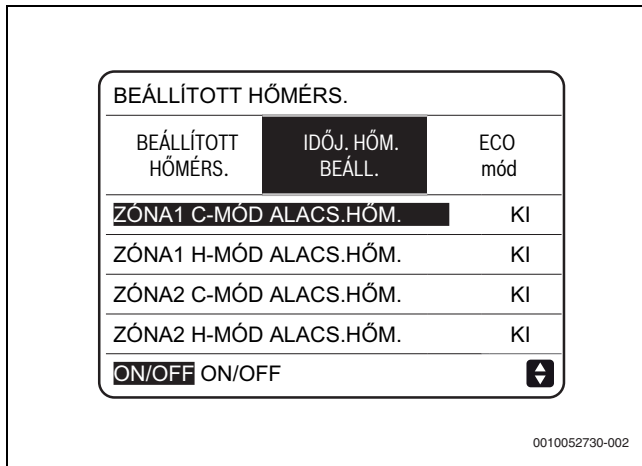 BEÁLLÍTOTT HŐMÉRS.
BEÁLLÍTOTT HŐMÉRS.
IDŐJ. HŐM. BEÁLL.
ECO mód
ZÓNA1 C-MÓD ALACS.HŐM. KI
ZÓNA1 H-MÓD ALACS.HŐM. KI
ZÓNA2 C-MÓD ALACS.HŐM. KI
ZÓNA2 H-MÓD ALACS.HŐM. KI
ON/OFF ON/OFF
0010052730-002